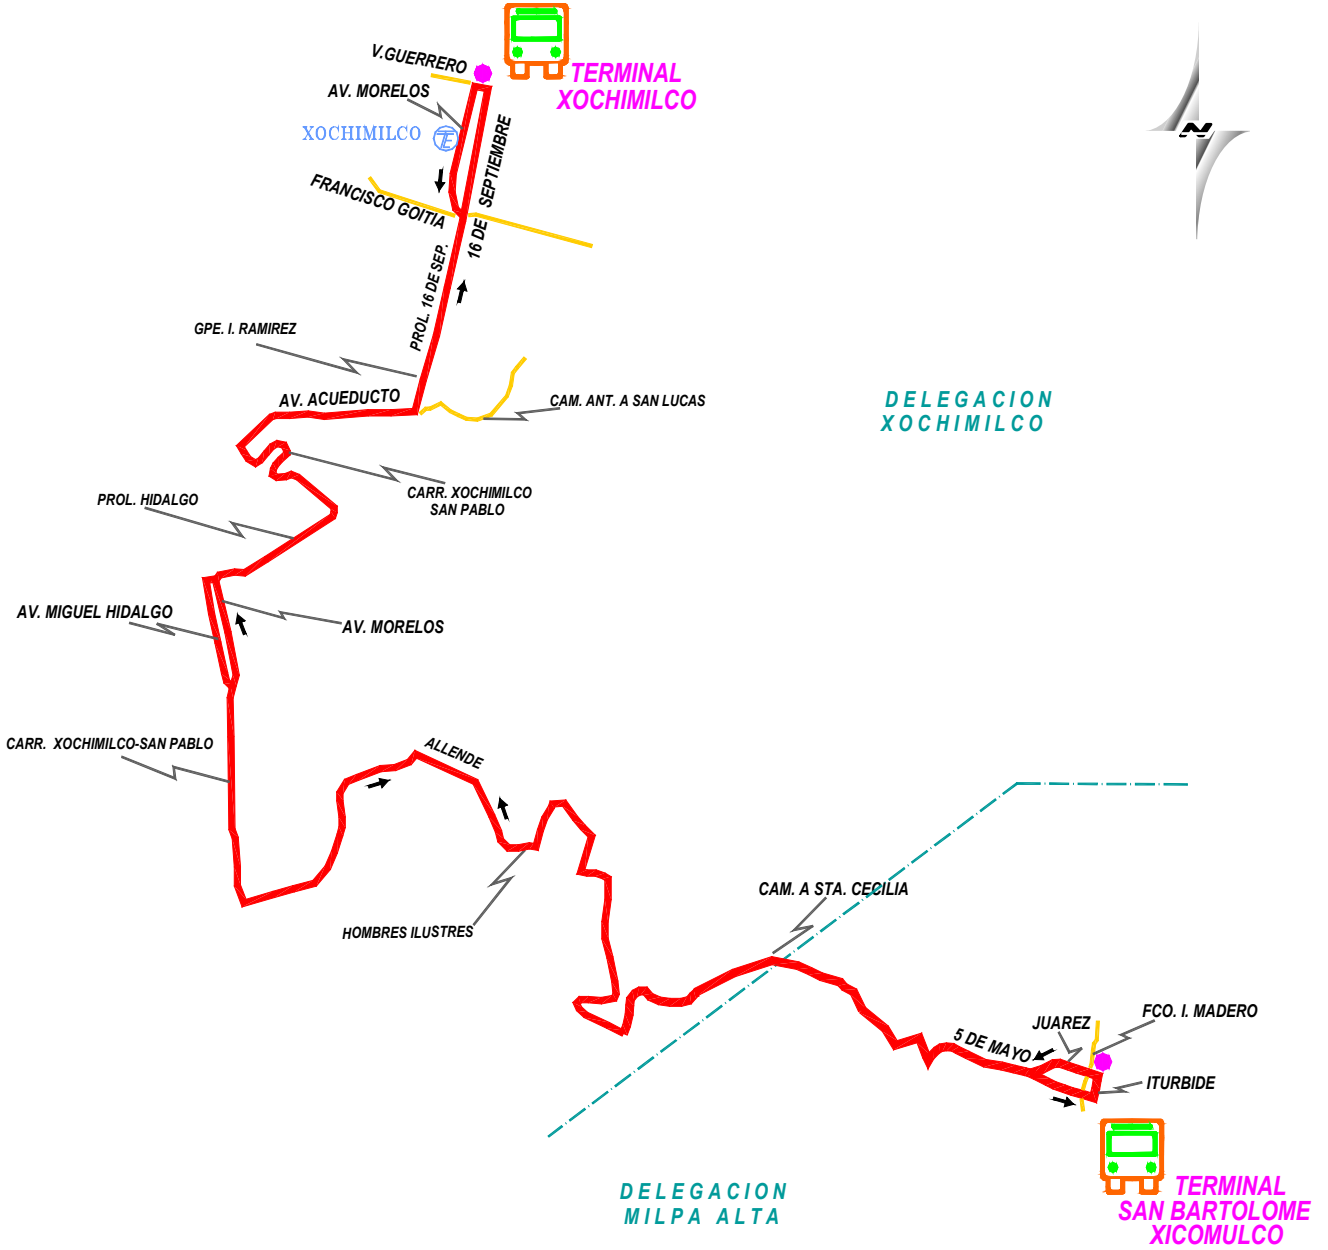 V.GUERRERO
TERMINAL
XOCHIMILCO
AV. MORELOS
XOCHIMILCO
TE
N
16 DE SEPTIEMBRE
FRANCISCO GOITIA
PROL. 16 DE SEP.
GPE. I. RAMIREZ
AV. ACUEDUCTO
CAM. ANT. A SAN LUCAS
DELEGACION
XOCHIMILCO
CARR. XOCHIMILCO
SAN PABLO
PROL. HIDALGO
AV. MIGUEL HIDALGO
AV. MORELOS
CARR. XOCHIMILCO-SAN PABLO
ALLENDE
HOMBRES ILUSTRES
CAM. A STA. CECILIA
5 DE MAYO
JUAREZ
FCO. I. MADERO
ITURBIDE
DELEGACION
MILPA ALTA
TERMINAL
SAN BARTOLOME
XICOMULCO